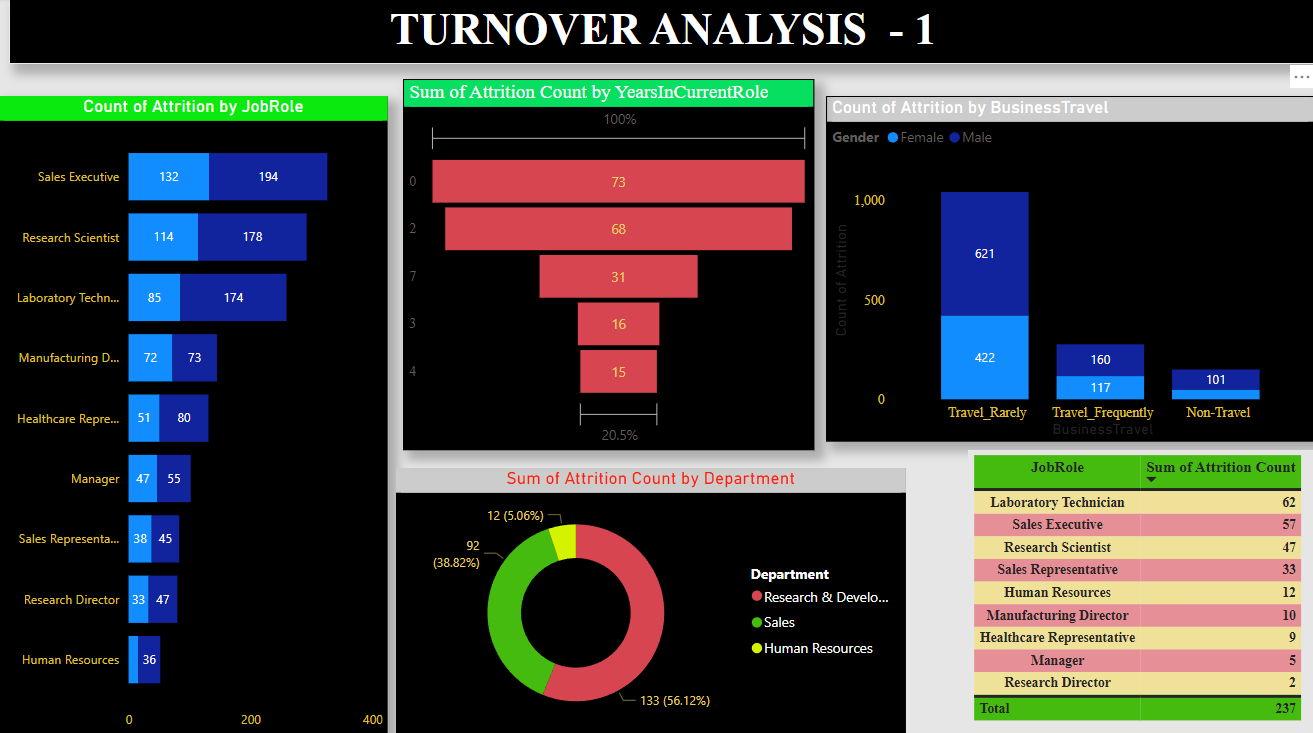 TURNOVER ANALYSIS - 1
Count of Attrition by JobRole
Sales Executive 132 194
Research Scientist 114 178
Laboratory Techn... 85 174
Manufacturing D... 72 73
Healthcare Repre... 51 80
Manager 47 55
Sales Representa... 38 45
Research Director 33 47
Human Resources 36
0 200 400
Sum of Attrition Count by YearsInCurrentRole
100%
0 73
2 68
7 31
3 16
4 15
20.5%
Count of Attrition by BusinessTravel
Gender Female Male
Count of Attrition
1,000
500
0
621
422
160
117
101
Travel_Rarely Travel_Frequently Non-Travel
BusinessTravel
Sum of Attrition Count by Department
12 (5.06%)
92
(38.82%)
133 (56.12%)
Department
Research & Develo...
Sales
Human Resources
JobRole Sum of Attrition Count
Laboratory Technician 62
Sales Executive 57
Research Scientist 47
Sales Representative 33
Human Resources 12
Manufacturing Director 10
Healthcare Representative 9
Manager 5
Research Director 2
Total 237